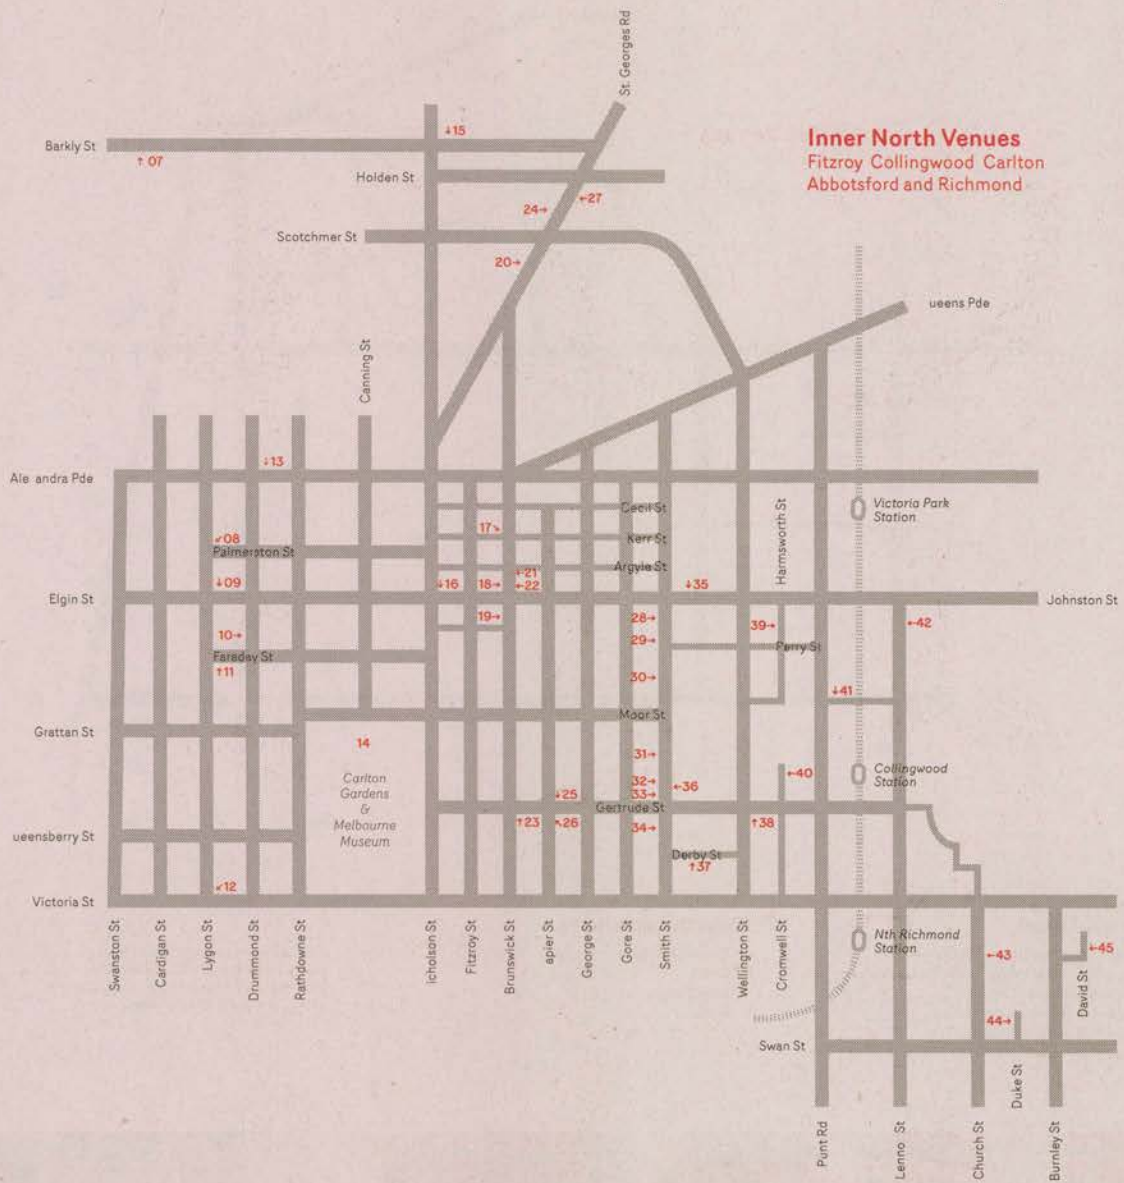 St. Georges Rd
Inner North Venues
Fitzroy Collingwood Carlton
Abbotsford and Richmond
Barkly St
↓15
↑ 07
Holden St
24→
←27
Scotchmer St
20→
ueens Pde
Canning St
Ale andra Pde
↓13
Cecil St
Harmsworth St
Victoria Park
Station
17↘
↙08
Kerr St
Palmerston St
Argyle St
←21
↓09
↓16
18→
←22
↓35
Elgin St
Johnston St
19→
28→
39→
←42
10→
29→
Perry St
Faraday St
↑11
30→
↓41
Moor St
Grattan St
14
31→
Carlton
Gardens
&
Melbourne
Museum
32→
33→
←36
←40
Collingwood
Station
↓25
Gertrude St
↑23
↖26
34→
↑38
ueensberry St
Derby St
↑37
↙12
Victoria St
Swanston St
Cardigan St
Lygon St
Drummond St
Rathdowne St
icholson St
Fitzroy St
Brunswick St
apier St
George St
Gore St
Smith St
Wellington St
Cromwell St
Nth Richmond
Station
←43
←45
David St
44→
Swan St
Duke St
Punt Rd
Lenno St
Church St
Burnley St